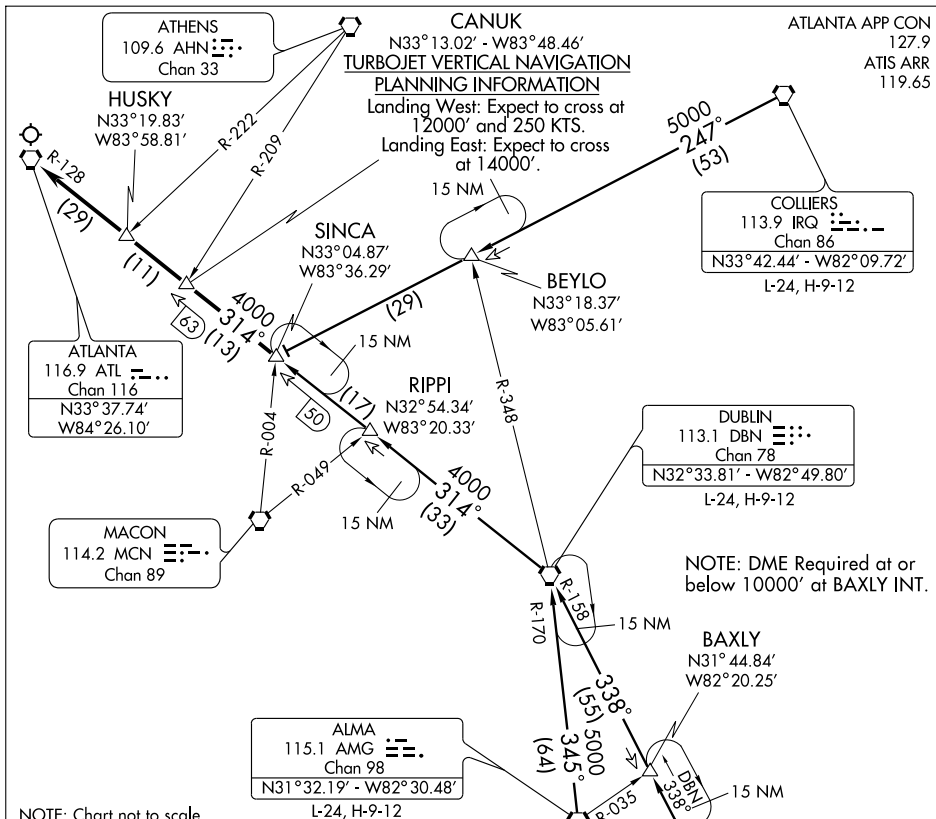 ATHENS
109.6 AHN
Chan 33
CANUK
N33°13.02' - W83°48.46'
TURBOJET VERTICAL NAVIGATION
PLANNING INFORMATION
Landing West: Expect to cross at
12000' and 250 KTS.
Landing East: Expect to cross
at 14000'.
ATLANTA APP CON
127.9
ATIS ARR
119.65
HUSKY
N33°19.83'
W83°58.81'
R-222
R-209
R-128
(29)
(11)
5000
247°
(53)
15 NM
COLLIERS
113.9 IRQ
Chan 86
N33°42.44' - W82°09.72'
L-24, H-9-12
SINCA
N33°04.87'
W83°36.29'
BEYLO
N33°18.37'
W83°05.61'
(29)
4000
314°
(13)
63
15 NM
ATLANTA
116.9 ATL
Chan 116
N33°37.74'
W84°26.10'
RIPPI
N32°54.34'
W83°20.33'
(17)
50
R-348
R-004
R-049
15 NM
4000
314°
(33)
DUBLIN
113.1 DBN
Chan 78
N32°33.81' - W82°49.80'
L-24, H-9-12
MACON
114.2 MCN
Chan 89
NOTE: DME Required at or
below 10000' at BAXLY INT.
R-158
R-170
15 NM
BAXLY
N31°44.84'
W82°20.25'
338°
(55)
5000
345°
(64)
ALMA
115.1 AMG
Chan 98
N31°32.19' - W82°30.48'
L-24, H-9-12
R-035
DBN
338°
15 NM
NOTE: Chart not to scale